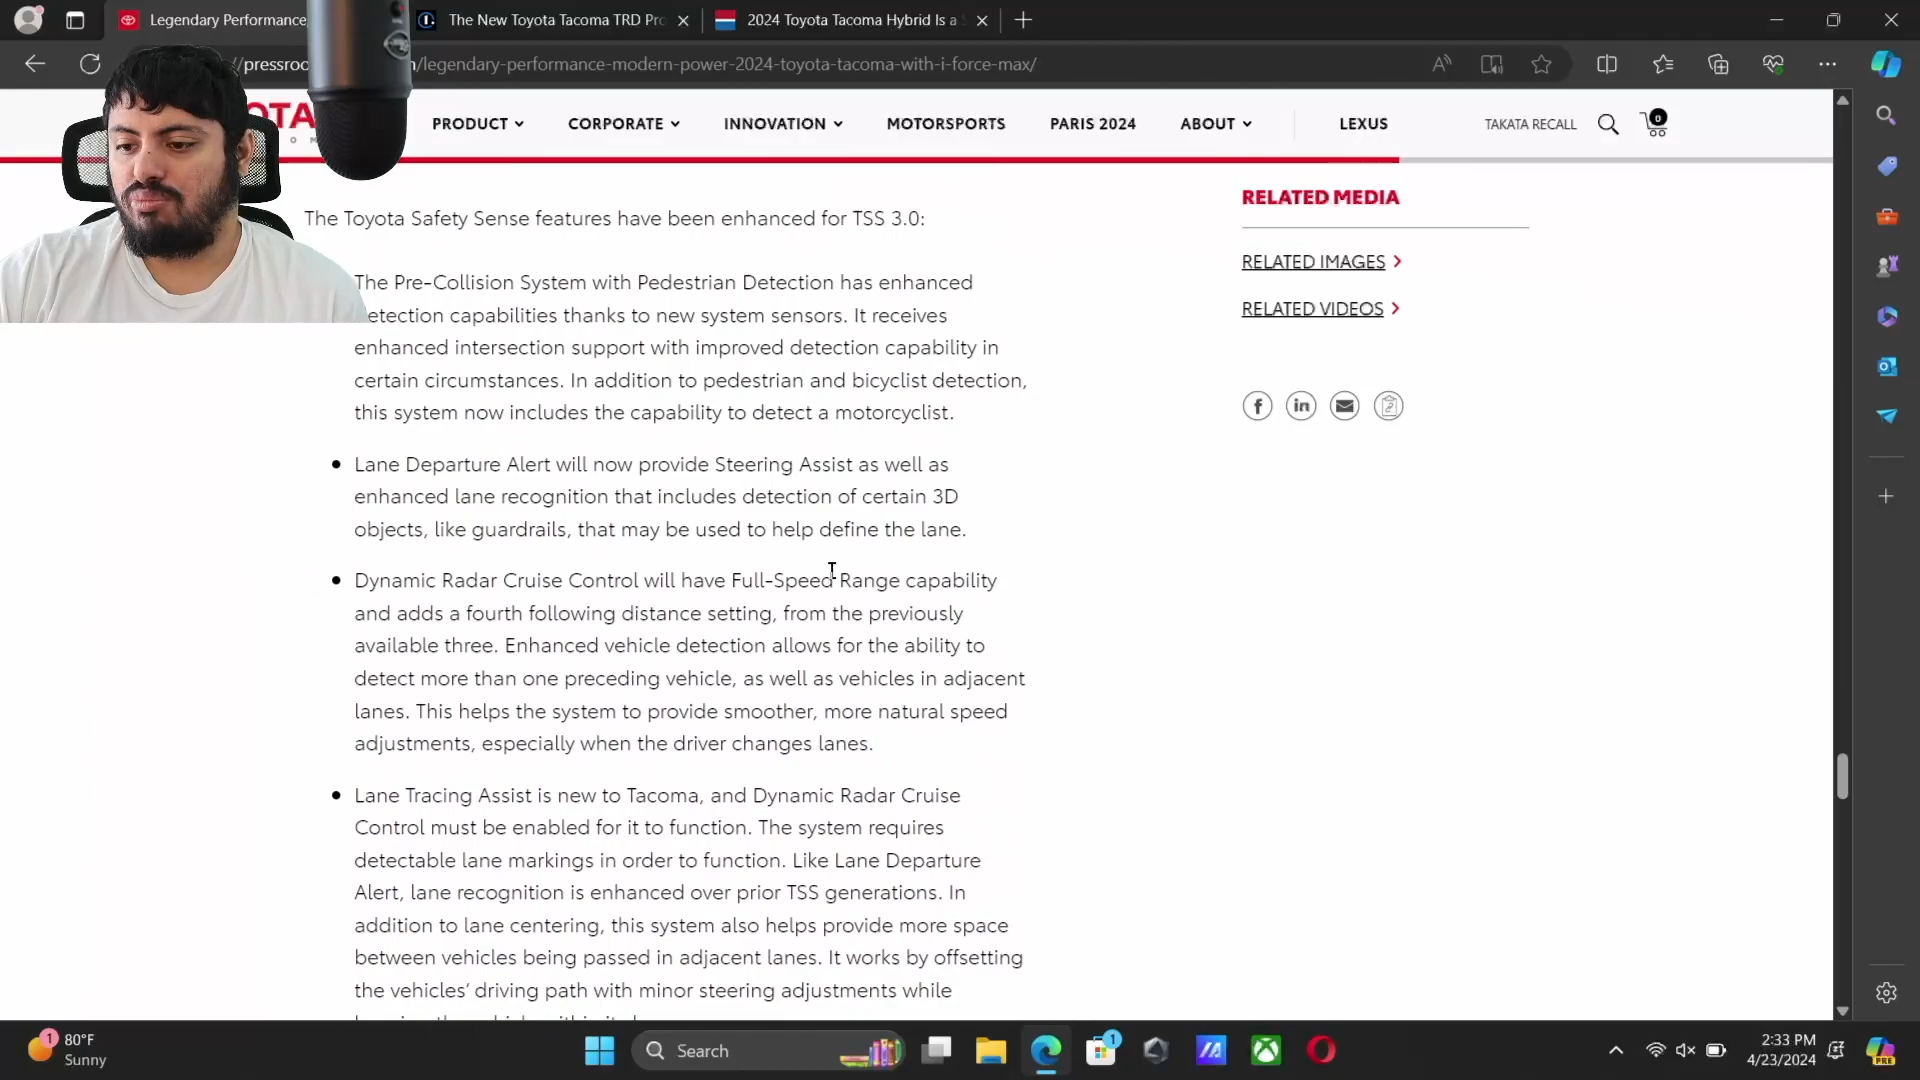 Legendary Performance
The New Toyota Tacoma TRD Pro
2024 Toyota Tacoma Hybrid Is a
/legendary-performance-modern-power-2024-toyota-tacoma-with-i-force-max/
PRODUCT
CORPORATE
INNOVATION
MOTORSPORTS
PARIS 2024
ABOUT
LEXUS
TAKATA RECALL
0
The Toyota Safety Sense features have been enhanced for TSS 3.0:
The Pre-Collision System with Pedestrian Detection has enhanced
detection capabilities thanks to new system sensors. It receives
enhanced intersection support with improved detection capability in
certain circumstances. In addition to pedestrian and bicyclist detection,
this system now includes the capability to detect a motorcyclist.
Lane Departure Alert will now provide Steering Assist as well as
enhanced lane recognition that includes detection of certain 3D
objects, like guardrails, that may be used to help define the lane.
Dynamic Radar Cruise Control will have Full-Speed Range capability
and adds a fourth following distance setting, from the previously
available three. Enhanced vehicle detection allows for the ability to
detect more than one preceding vehicle, as well as vehicles in adjacent
lanes. This helps the system to provide smoother, more natural speed
adjustments, especially when the driver changes lanes.
Lane Tracing Assist is new to Tacoma, and Dynamic Radar Cruise
Control must be enabled for it to function. The system requires
detectable lane markings in order to function. Like Lane Departure
Alert, lane recognition is enhanced over prior TSS generations. In
addition to lane centering, this system also helps provide more space
between vehicles being passed in adjacent lanes. It works by offsetting
the vehicles' driving path with minor steering adjustments while
RELATED MEDIA
RELATED IMAGES
RELATED VIDEOS
80°F
Sunny
Search
2:33 PM
4/23/2024